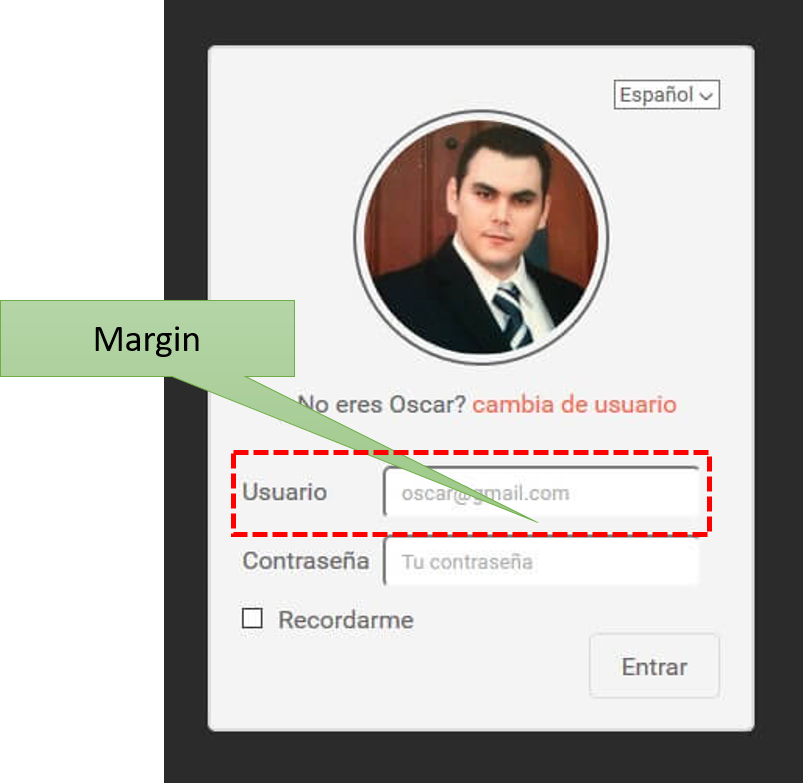 Español
Margin
No eres Oscar? cambia de usuario
Usuario oscar@gmail.com
Contraseña Tu contraseña
Recordarme
Entrar